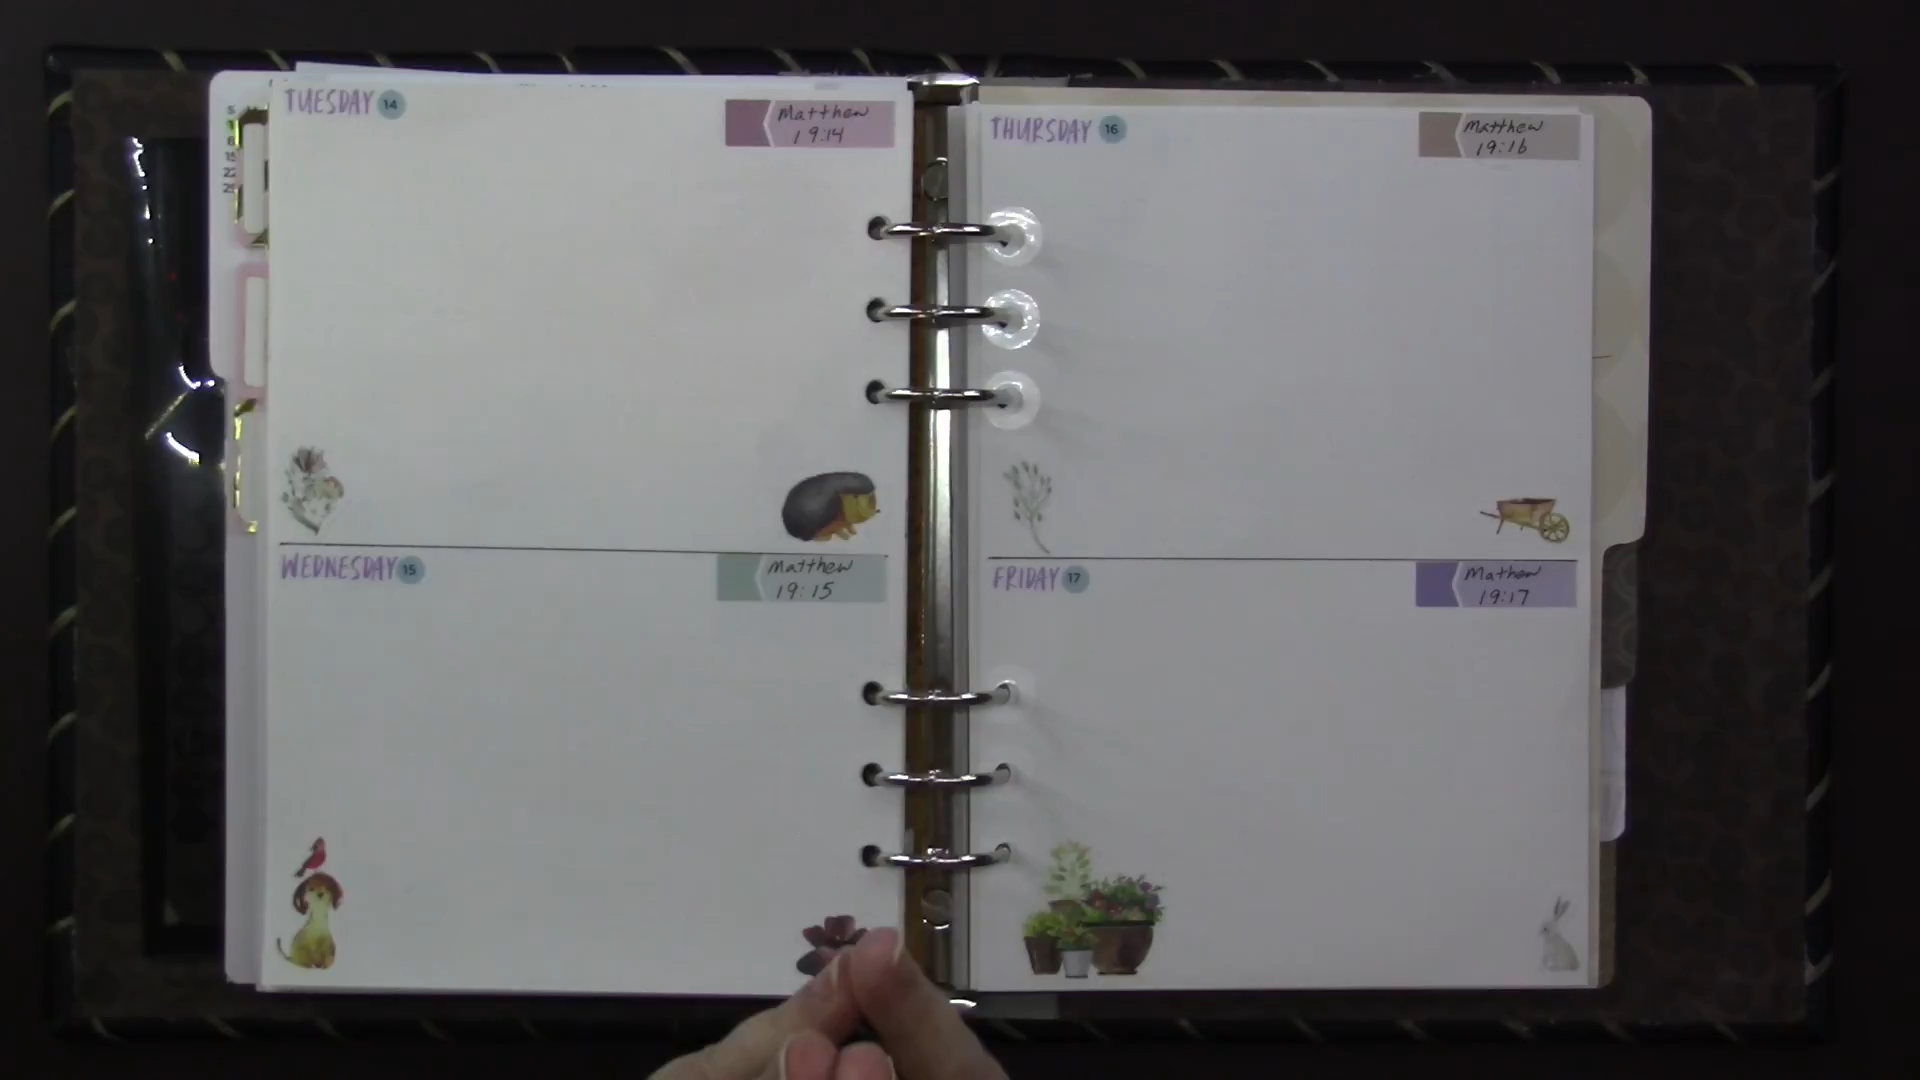 TUESDAY 14
Matthew
19:14
WEDNESDAY 15
Matthew
19:15
THURSDAY 16
Matthew
19:16
FRIDAY 17
Mathew
19:17